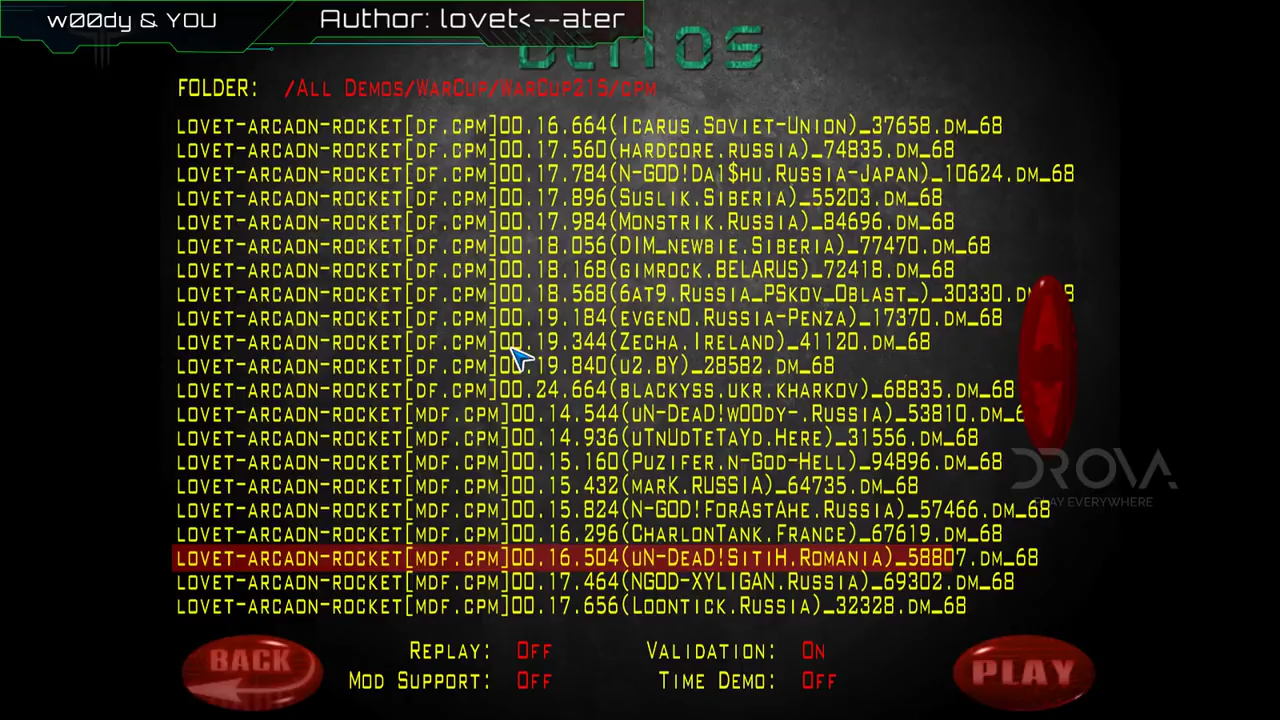 w00dy & YOU
Author: lovet<--ater
DEMOS
FOLDER: /ALL DEMOS/WARCUP/WARCUP215/CPM
LOVET-ARCAON-ROCKET[DF.CPM]00.16.664(ICARUS.SOVIET-UNION)_37658.DM_68
LOVET-ARCAON-ROCKET[DF.CPM]00.17.560(HARDCORE.RUSSIA)_74835.DM_68
LOVET-ARCAON-ROCKET[DF.CPM]00.17.784(N-GOD!DA1$HU.RUSSIA-JAPAN)_10624.DM_68
LOVET-ARCAON-ROCKET[DF.CPM]00.17.896(SUSLIK.SIBERIA)_55203.DM_68
LOVET-ARCAON-ROCKET[DF.CPM]00.17.984(MONSTRIK.RUSSIA)_84696.DM_68
LOVET-ARCAON-ROCKET[DF.CPM]00.18.056(DIM_NEWBIE.SIBERIA)_77470.DM_68
LOVET-ARCAON-ROCKET[DF.CPM]00.18.168(GIMROCK.BELARUS)_72418.DM_68
LOVET-ARCAON-ROCKET[DF.CPM]00.18.568(6AT9.RUSSIA_PSKOV_OBLAST_)_30330.DM_68
LOVET-ARCAON-ROCKET[DF.CPM]00.19.184(EVGEN0.RUSSIA-PENZA)_17370.DM_68
LOVET-ARCAON-ROCKET[DF.CPM]00.19.344(ZECHA.IRELAND)_41120.DM_68
LOVET-ARCAON-ROCKET[DF.CPM]00.19.840(U2.BY)_28582.DM_68
LOVET-ARCAON-ROCKET[DF.CPM]00.24.664(BLACKYSS.UKR.KHARKOV)_68835.DM_68
LOVET-ARCAON-ROCKET[MDF.CPM]00.14.544(UN-DEAD!W00DY-.RUSSIA)_53810.DM_6
LOVET-ARCAON-ROCKET[MDF.CPM]00.14.936(UTNUDTETAYD.HERE)_31556.DM_68
LOVET-ARCAON-ROCKET[MDF.CPM]00.15.160(PUZIFER.N-GOD-HELL)_94896.DM_68
LOVET-ARCAON-ROCKET[MDF.CPM]00.15.432(MARK.RUSSIA)_64735.DM_68
LOVET-ARCAON-ROCKET[MDF.CPM]00.15.824(N-GOD!FORASTAHE.RUSSIA)_57466.DM_68
LOVET-ARCAON-ROCKET[MDF.CPM]00.16.296(CHARLONTANK.FRANCE)_67619.DM_68
LOVET-ARCAON-ROCKET[MDF.CPM]00.16.504(UN-DEAD!SITIH.ROMANIA)_58807.DM_68
LOVET-ARCAON-ROCKET[MDF.CPM]00.17.464(NGOD-XYLIGAN.RUSSIA)_69302.DM_68
LOVET-ARCAON-ROCKET[MDF.CPM]00.17.656(LOONTICK.RUSSIA)_32328.DM_68
DROVA
PLAY EVERYWHERE
BACK
REPLAY: OFF
VALIDATION: ON
MOD SUPPORT: OFF
TIME DEMO: OFF
PLAY